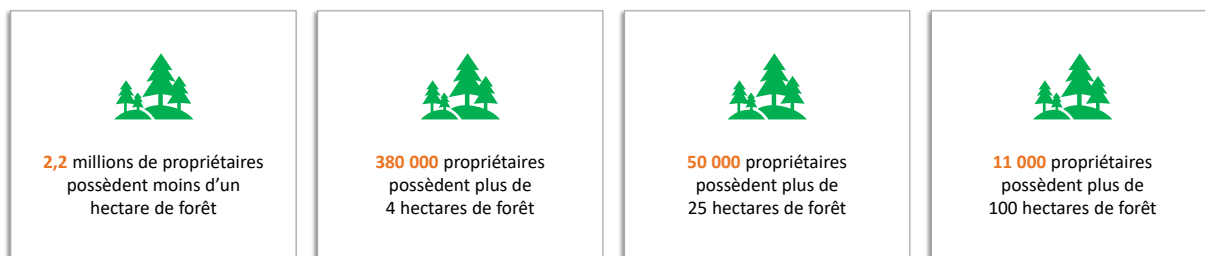 2,2 millions de propriétaires
possèdent moins d’un
hectare de forêt
380 000 propriétaires
possèdent plus de
4 hectares de forêt
50 000 propriétaires
possèdent plus de
25 hectares de forêt
11 000 propriétaires
possèdent plus de
100 hectares de forêt